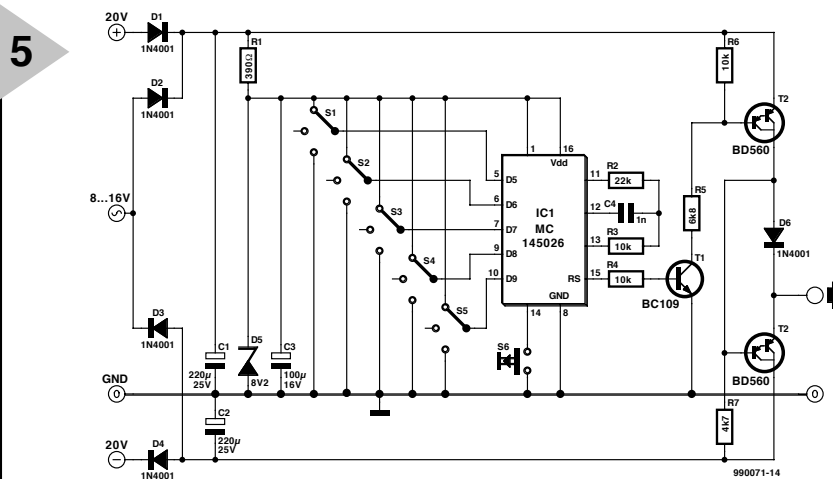 5
20V
D1
1N4001
D2
1N4001
8...16V
D3
1N4001
GND
0
20V
D4
1N4001
R1
390Ω
C1
220µ
25V
C2
220µ
25V
D5
8V2
C3
100µ
16V
S1
S2
S3
S4
S5
1
16
Vdd
5 D5
6 D6
7 D7
9 D8
10 D9
IC1
MC
145026
11
12
13
RS 15
GND
14
8
S6
R2
22k
C4
1n
R3
10k
R4
10k
T1
BC109
R5
6k8
R6
10k
T2
BD560
D6
1N4001
T2
BD560
R7
4k7
0
990071-14